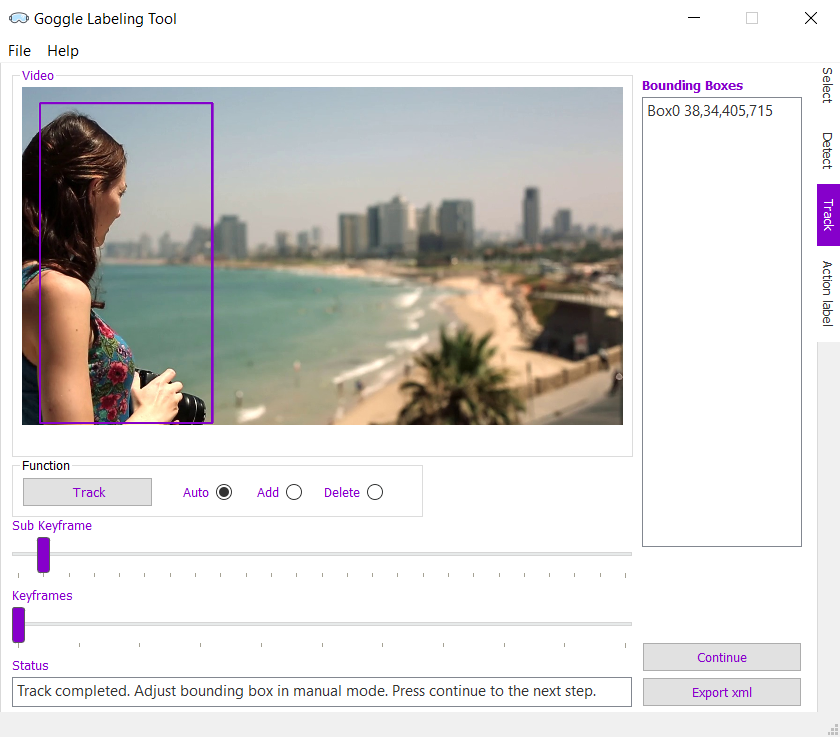 Goggle Labeling Tool
File Help
Video
Bounding Boxes
Box0 38,34,405,715
Select
Detect
Track
Action label
Function
Track Auto Add Delete
Sub Keyframe
Keyframes
Status
Track completed. Adjust bounding box in manual mode. Press continue to the next step.
Continue
Export xml